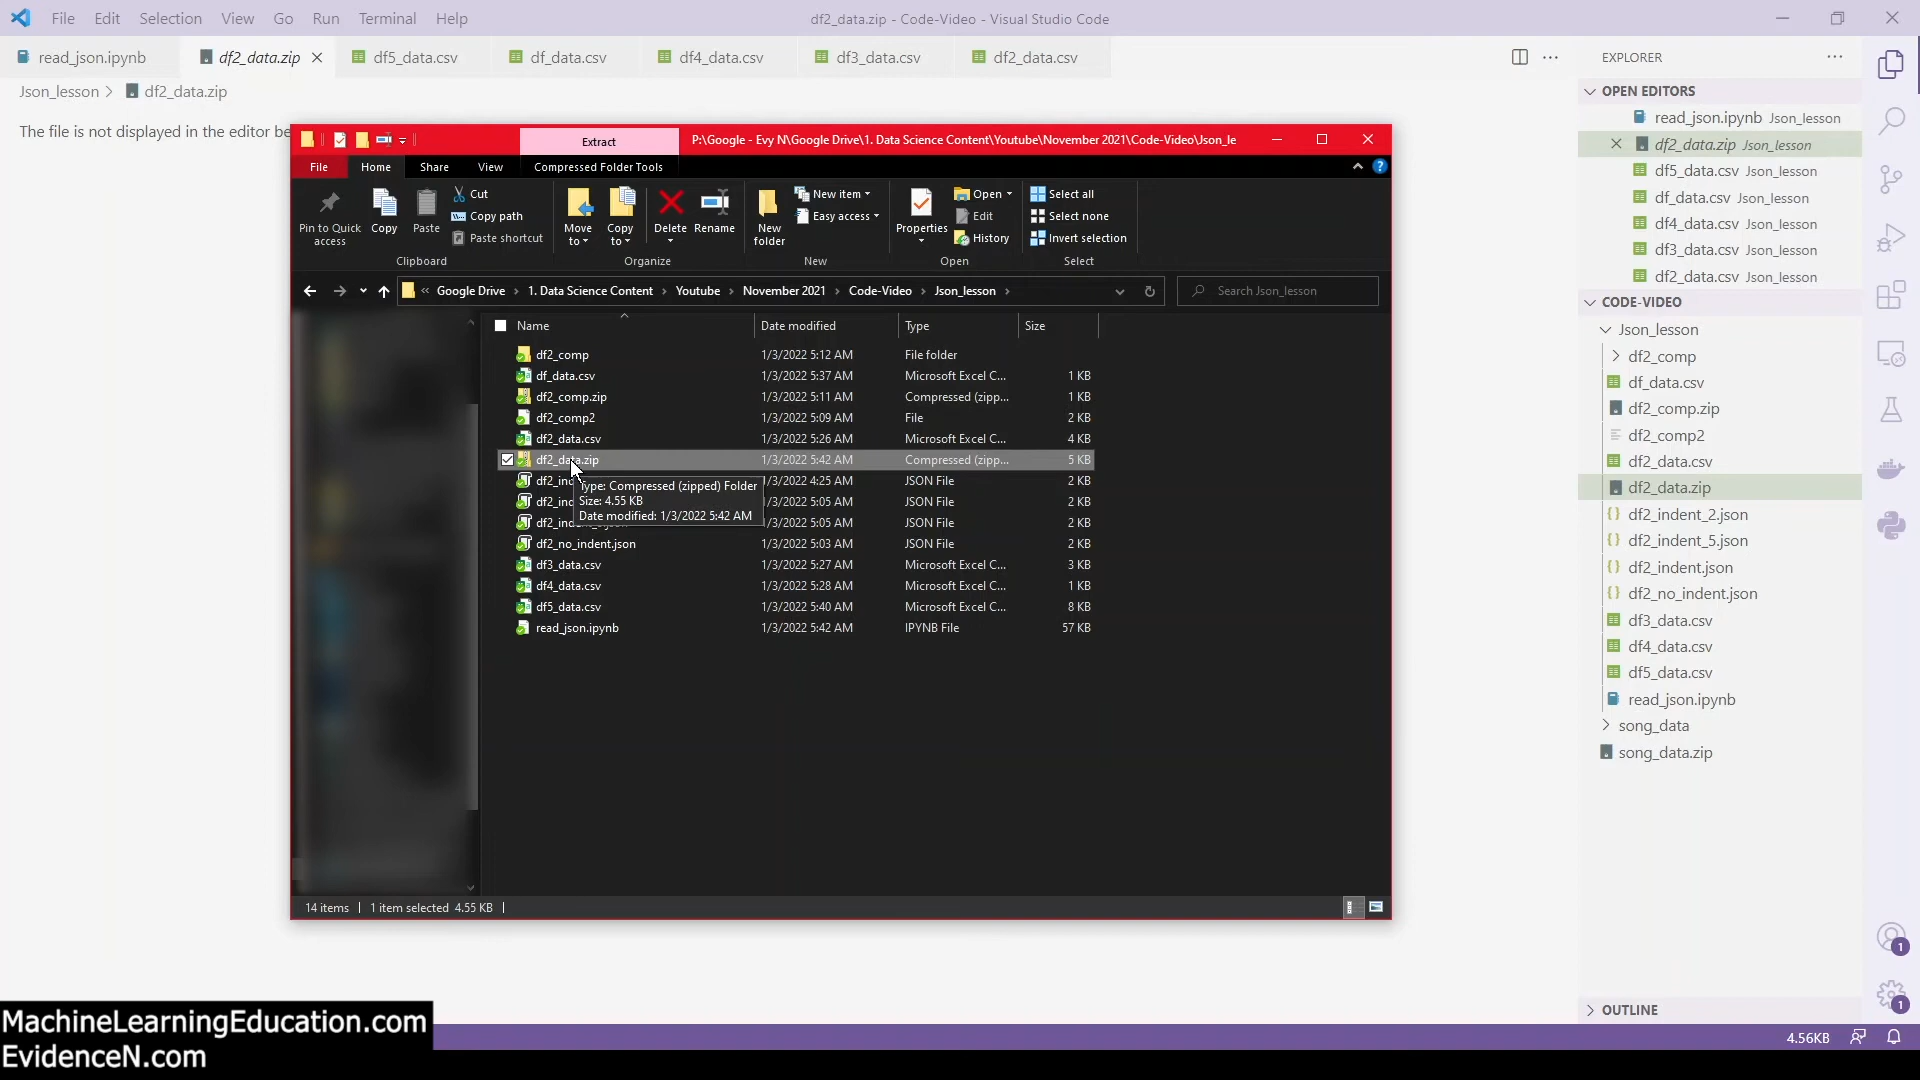 File Edit Selection View Go Run Terminal Help
df2_data.zip - Code-Video - Visual Studio Code
read_json.ipynb df2_data.zip df5_data.csv df_data.csv df4_data.csv df3_data.csv df2_data.csv
Json_lesson > df2_data.zip
The file is not displayed in the editor be
Extract
P:\Google - Evy N\Google Drive\1. Data Science Content\Youtube\November 2021\Code-Video\Json_le
File Home Share View Compressed Folder Tools
Pin to Quick access
Copy
Paste
Cut
Copy path
Paste shortcut
Clipboard
Move to
Copy to
Delete
Rename
Organize
New folder
New item
Easy access
New
Properties
Open
Edit
History
Open
Select all
Select none
Invert selection
Select
« Google Drive > 1. Data Science Content > Youtube > November 2021 > Code-Video > Json_lesson >
Search Json_lesson
Name Date modified Type Size
df2_comp 1/3/2022 5:12 AM File folder
df_data.csv 1/3/2022 5:37 AM Microsoft Excel C... 1 KB
df2_comp.zip 1/3/2022 5:11 AM Compressed (zipp... 1 KB
df2_comp2 1/3/2022 5:09 AM File 2 KB
df2_data.csv 1/3/2022 5:26 AM Microsoft Excel C... 4 KB
df2_data.zip 1/3/2022 5:42 AM Compressed (zipp... 5 KB
/3/2022 4:25 AM JSON File 2 KB
/3/2022 5:05 AM JSON File 2 KB
1/3/2022 5:05 AM JSON File 2 KB
df2_no_indent.json 1/3/2022 5:03 AM JSON File 2 KB
df3_data.csv 1/3/2022 5:27 AM Microsoft Excel C... 3 KB
df4_data.csv 1/3/2022 5:28 AM Microsoft Excel C... 1 KB
df5_data.csv 1/3/2022 5:40 AM Microsoft Excel C... 8 KB
read_json.ipynb 1/3/2022 5:42 AM IPYNB File 57 KB
Type: Compressed (zipped) Folder
Size: 4.55 KB
Date modified: 1/3/2022 5:42 AM
14 items 1 item selected 4.55 KB
EXPLORER
OPEN EDITORS
read_json.ipynb Json_lesson
df2_data.zip Json_lesson
df5_data.csv Json_lesson
df_data.csv Json_lesson
df4_data.csv Json_lesson
df3_data.csv Json_lesson
df2_data.csv Json_lesson
CODE-VIDEO
Json_lesson
df2_comp
df_data.csv
df2_comp.zip
df2_comp2
df2_data.csv
df2_data.zip
df2_indent_2.json
df2_indent_5.json
df2_indent.json
df2_no_indent.json
df3_data.csv
df4_data.csv
df5_data.csv
read_json.ipynb
song_data
song_data.zip
OUTLINE
1
1
4.56KB
MachineLearningEducation.com
EvidenceN.com